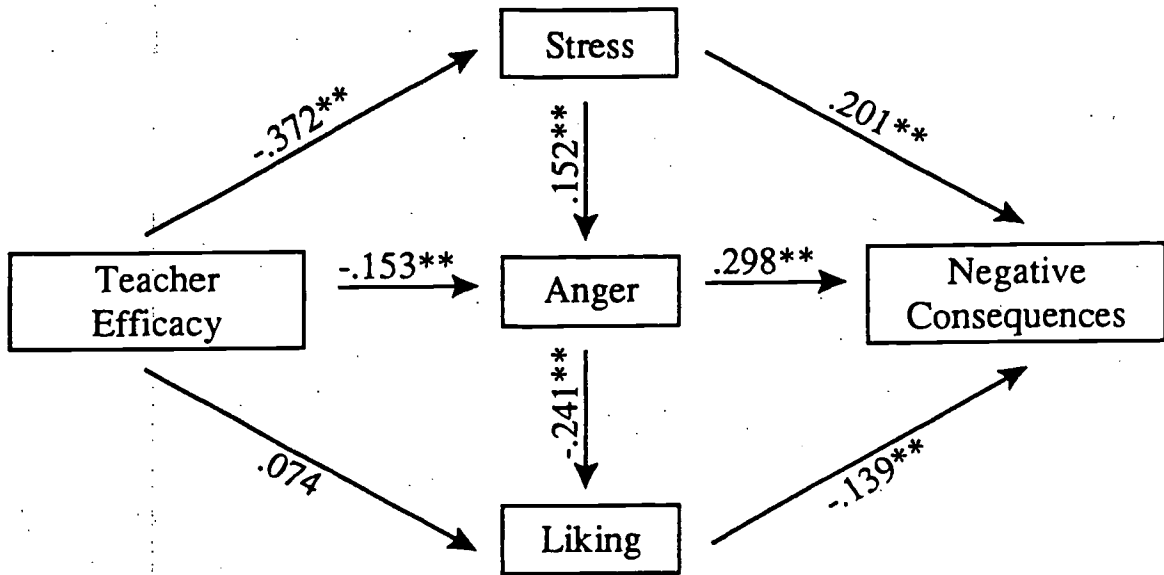 Stress
-.372**
.201**
.152**
Teacher
Efficacy
-.153**
Anger
.298**
Negative
Consequences
-.241**
.074
-.139**
Liking